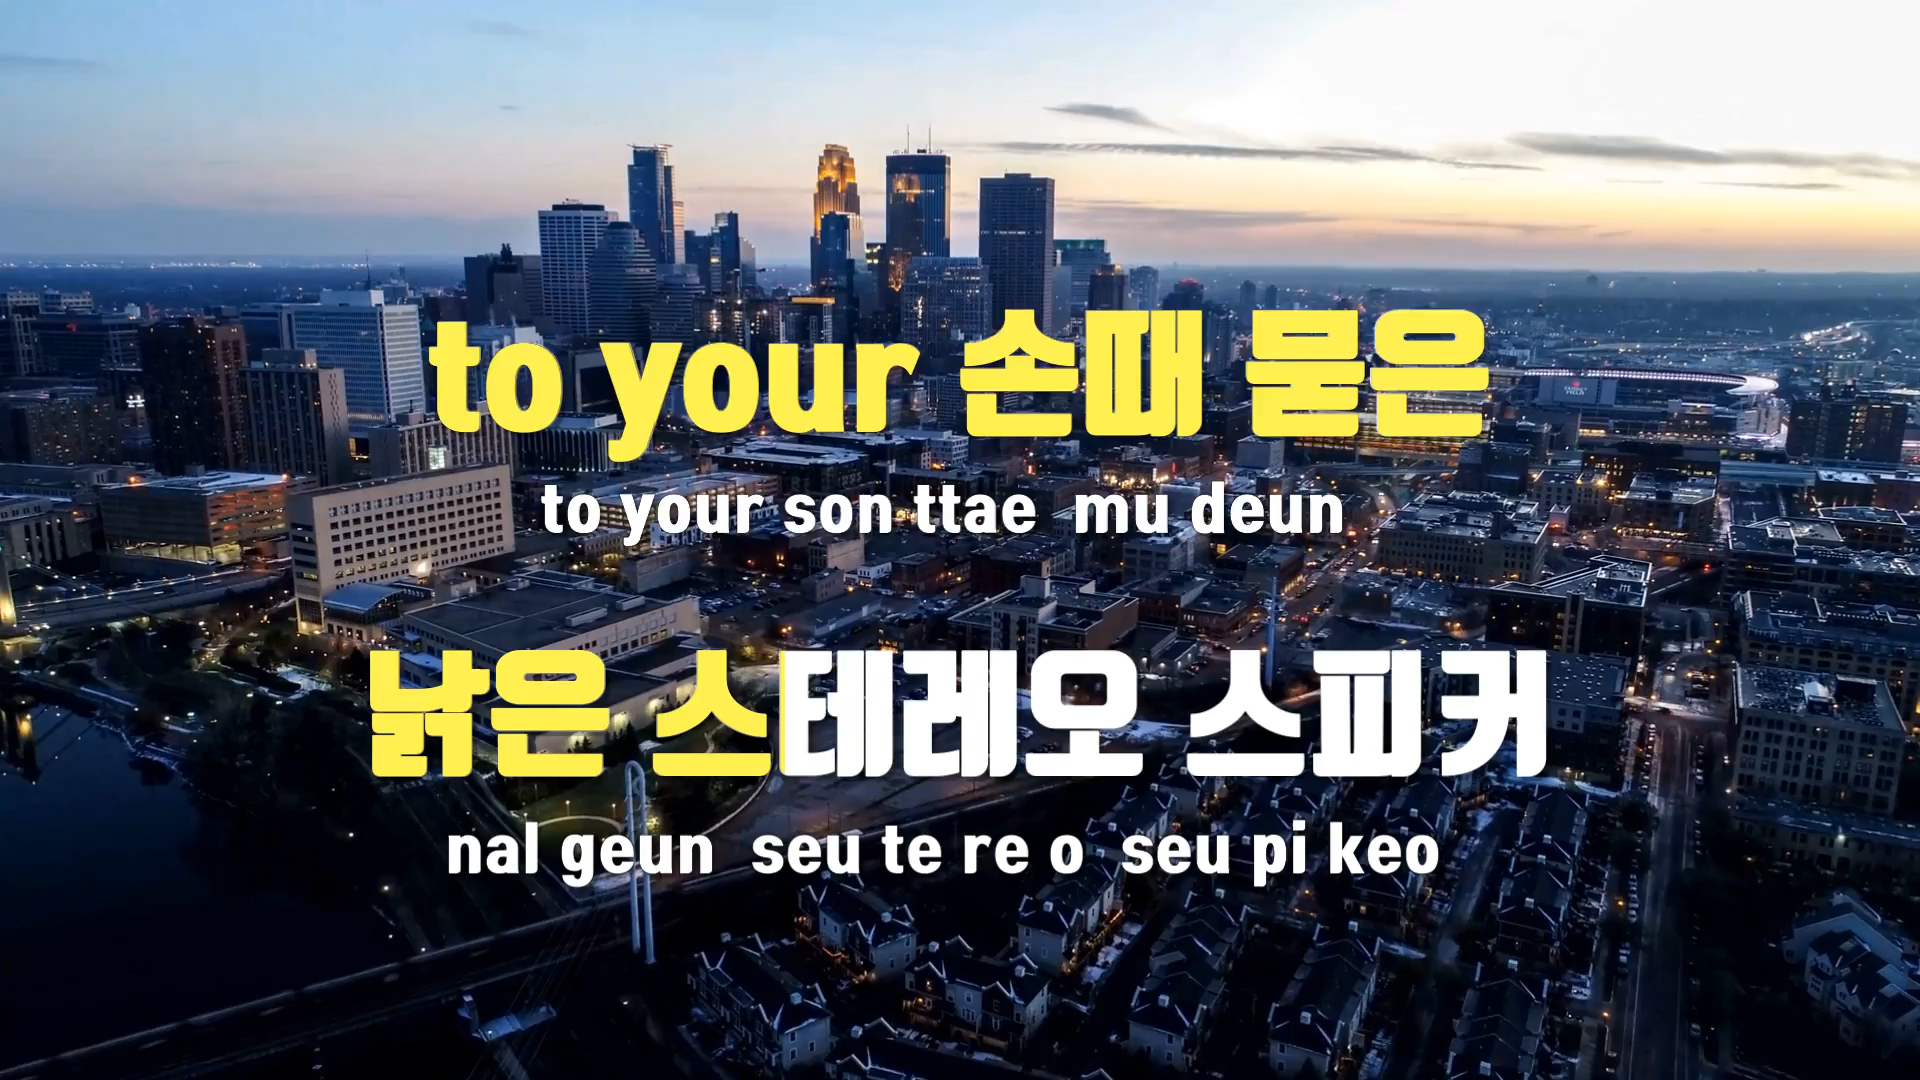 to your 손때 묻은
to your son ttae mu deun
낡은 스테레오 스피커
nal geun seu te re o seu pi keo